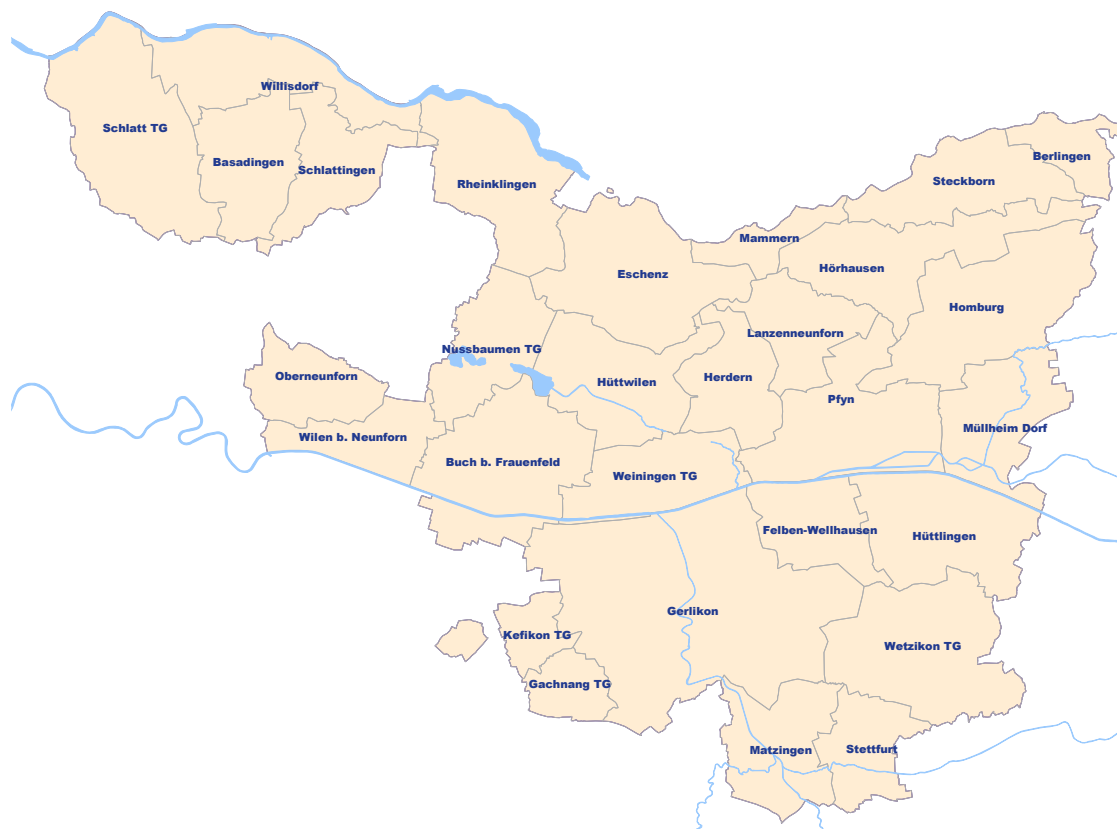 Willisdorf
Schlatt TG
Basadingen
Schlattingen
Rheinklingen
Berlingen
Steckborn
Mammern
Eschenz
Hörhausen
Homburg
Lanzenneunforn
Nussbaumen TG
Oberneunforn
Hüttwilen
Herdern
Pfyn
Müllheim Dorf
Wilen b. Neunforn
Buch b. Frauenfeld
Weiningen TG
Felben-Wellhausen
Hüttlingen
Gerlikon
Kefikon TG
Wetzikon TG
Gachnang TG
Matzingen
Stettfurt